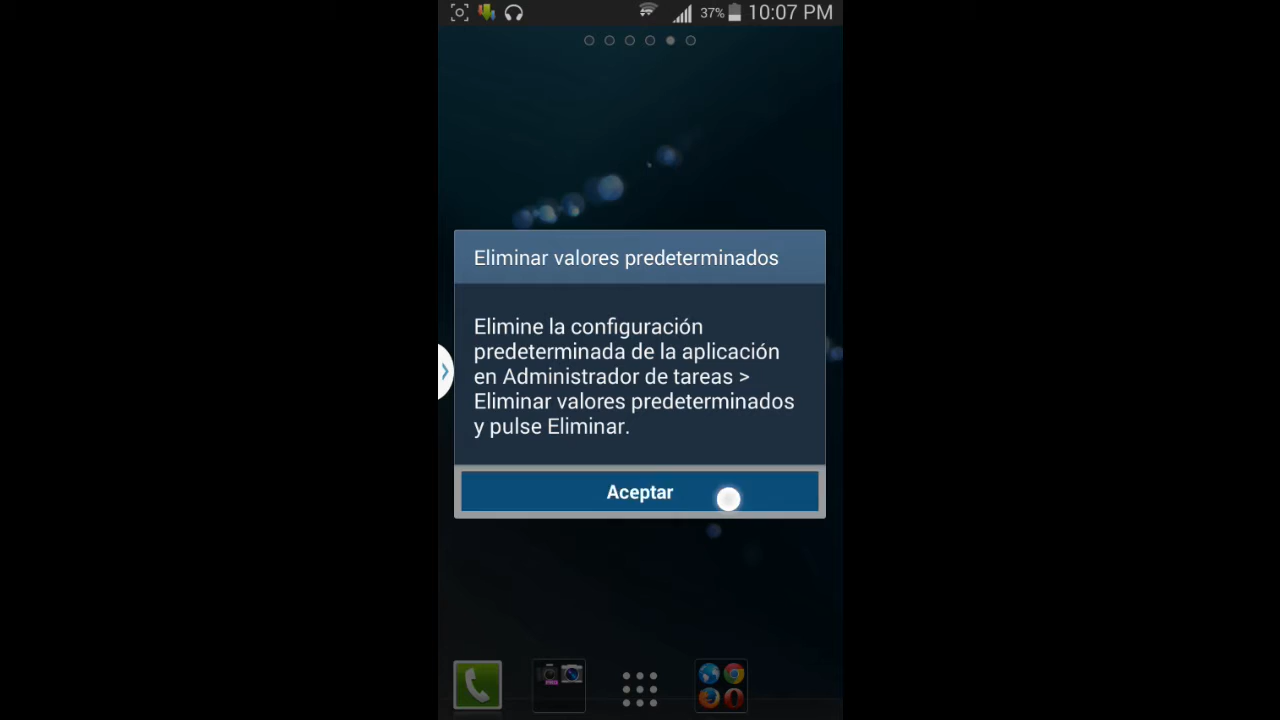 37% 10:07 PM
Eliminar valores predeterminados
Elimine la configuración
predeterminada de la aplicación
en Administrador de tareas >
Eliminar valores predeterminados
y pulse Eliminar.
Aceptar